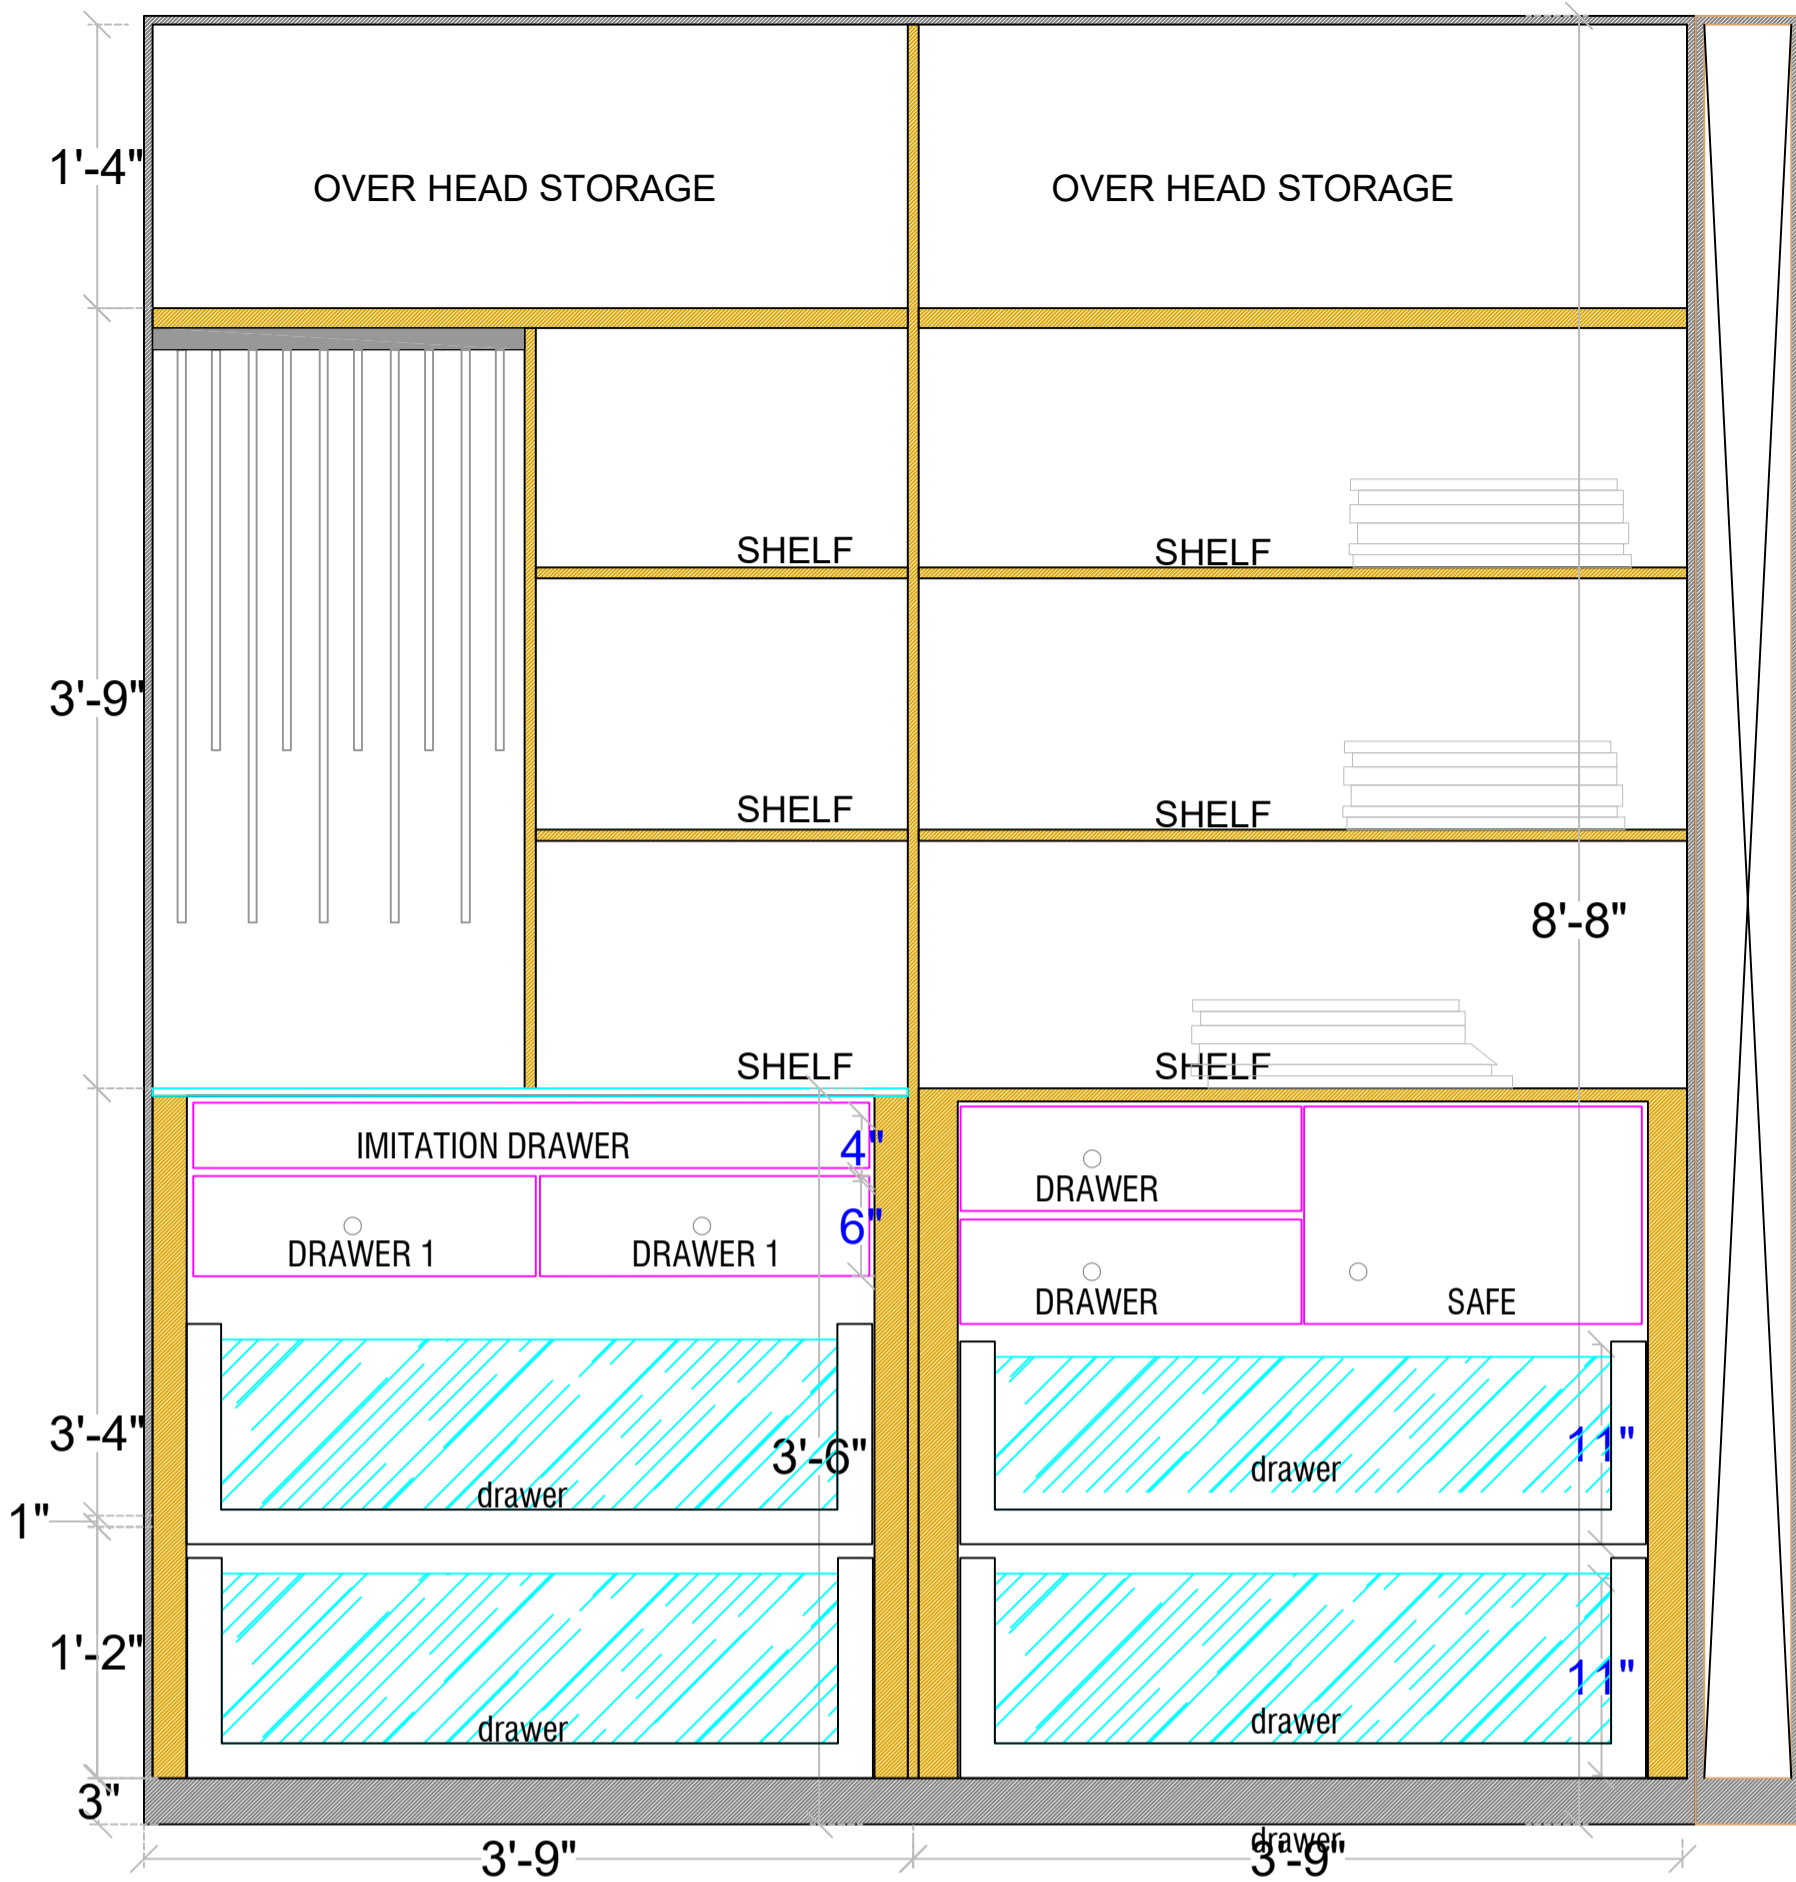 1'-4"
OVER HEAD STORAGE
OVER HEAD STORAGE
SHELF
SHELF
3'-9"
SHELF
SHELF
8'-8"
SHELF
SHELF
IMITATION DRAWER
4"
DRAWER
6"
DRAWER 1
DRAWER 1
DRAWER
SAFE
3'-4"
3'-6"
11"
drawer
drawer
1"
1'-2"
11"
drawer
drawer
3"
drawer
3'-9"
3'-9"